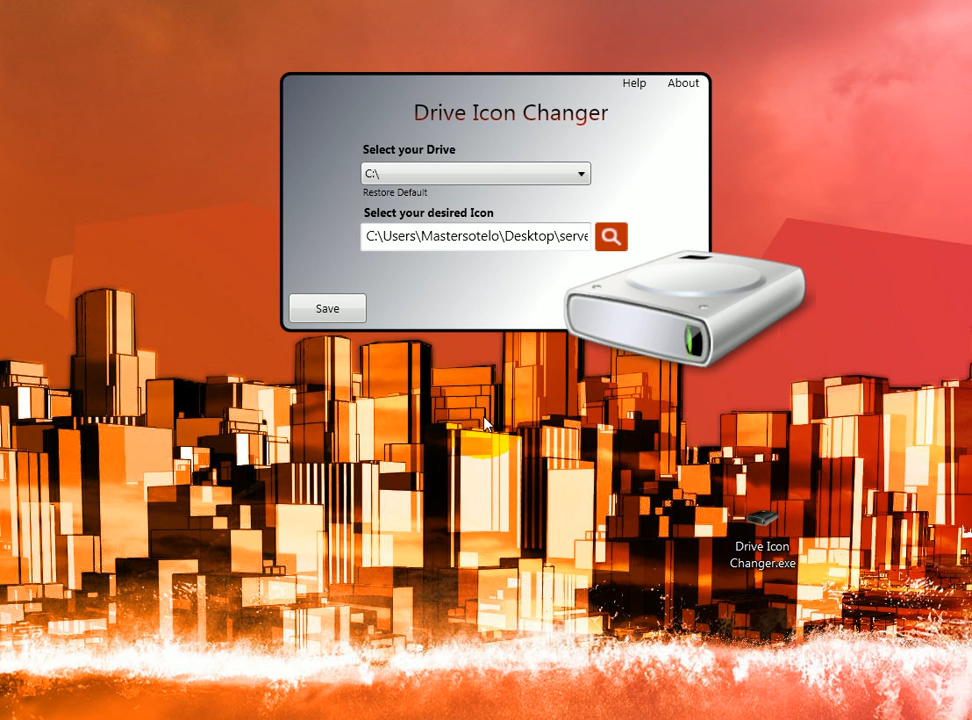 Help About
Drive Icon Changer
Select your Drive
C:\
Restore Default
Select your desired Icon
C:\Users\Mastersotelo\Desktop\serve
Save
Drive Icon
Changer.exe